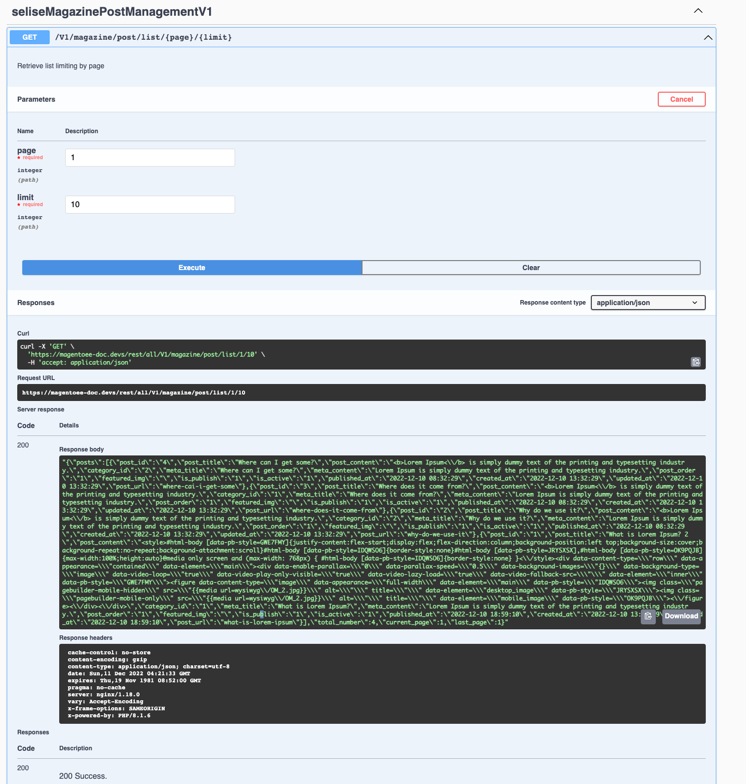 seliseMagazinePostManagementV1
GET /V1/magazine/post/list/{page}/{limit}
Retrieve list limiting by page
Parameters
Cancel
Name Description
page
* required
integer
(path)
1
limit
* required
integer
(path)
10
Execute
Clear
Responses
Response content type
application/json
Curl
curl -X 'GET' \
'https://magentoee-doc.devs/rest/all/V1/magazine/post/list/1/10' \
-H 'accept: application/json'
Request URL
https://magentoee-doc.devs/rest/all/V1/magazine/post/list/1/10
Server response
Code Details
200
Response body
"{\"posts\":[{\"post_id\":\"4\",\"post_title\":\"Where can I get some?\",\"post_content\":\"<b>Lorem Ipsum<\\/b> is simply dummy text of the printing and typesetting industr
y.\",\"category_id\":\"2\",\"meta_title\":\"Where can I get some?\",\"meta_content\":\"Lorem Ipsum is simply dummy text of the printing and typesetting industry.\",\"post_order
\":\"1\",\"featured_img\":\"\",\"is_publish\":\"1\",\"is_active\":\"1\",\"published_at\":\"2022-12-10 08:32:29\",\"created_at\":\"2022-12-10 13:32:29\",\"updated_at\":\"2022-12-1
0 13:32:29\",\"post_url\":\"where-cai-i-get-some\"},{\"post_id\":\"3\",\"post_title\":\"Where does it come from?\",\"post_content\":\"<b>Lorem Ipsum<\\/b> is simply dummy text of
the printing and typesetting industry.\",\"category_id\":\"1\",\"meta_title\":\"Where does it come from?\",\"meta_content\":\"Lorem Ipsum is simply dummy text of the printing an
d typesetting industry.\",\"post_order\":\"1\",\"featured_img\":\"\",\"is_publish\":\"1\",\"is_active\":\"1\",\"published_at\":\"2022-12-10 08:32:29\",\"created_at\":\"2022-12-10 1
3:32:29\",\"updated_at\":\"2022-12-10 13:32:29\",\"post_url\":\"where-does-it-come-from\"},{\"post_id\":\"2\",\"post_title\":\"Why do we use it?\",\"post_content\":\"<b>Lorem Ips
um<\\/b> is simply dummy text of the printing and typesetting industry.\",\"category_id\":\"2\",\"meta_title\":\"Why do we use it?\",\"meta_content\":\"Lorem Ipsum is simply dumm
y text of the printing and typesetting industry.\",\"post_order\":\"1\",\"featured_img\":\"\",\"is_publish\":\"1\",\"is_active\":\"1\",\"published_at\":\"2022-12-10 08:32:29
\",\"created_at\":\"2022-12-10 13:32:29\",\"updated_at\":\"2022-12-10 13:32:29\",\"post_url\":\"why-do-we-use-it\"},{\"post_id\":\"1\",\"post_title\":\"What is Lorem Ipsum? 2
\",\"post_content\":\"<style>#html-body [data-pb-style=GME7FWY]{justify-content:flex-start;display:flex;flex-direction:column;background-position:left top;background-size:cover;b
ackground-repeat:no-repeat;background-attachment:scroll}#html-body [data-pb-style=IDQWSO6]{border-style:none}#html-body [data-pb-style=JRYSXSX],#html-body [data-pb-style=OK9PQJ8]
{max-width:100%;height:auto}@media only screen and (max-width: 768px) { #html-body [data-pb-style=IDQWSO6]{border-style:none} }<\\/style><div data-content-type=\\\"row\\\" data-a
ppearance=\\\"contained\\\" data-element=\\\"main\\\"><div data-enable-parallax=\\\"0\\\" data-parallax-speed=\\\"0.5\\\" data-background-images=\\\"{}\\\" data-background-type=
\\\"image\\\" data-video-loop=\\\"true\\\" data-video-play-only-visible=\\\"true\\\" data-video-lazy-load=\\\"true\\\" data-video-fallback-src=\\\"\\\" data-element=\\\"inner\\\"
data-pb-style=\\\"GME7FWY\\\"><figure data-content-type=\\\"image\\\" data-appearance=\\\"full-width\\\" data-element=\\\"main\\\" data-pb-style=\\\"IDQWSO6\\\"><img class=\\\"pa
gebuilder-mobile-hidden\\\" src=\\\"{{media url=wysiwyg\\/OM_2.jpg}}\\\" alt=\\\"\\\" title=\\\"\\\" data-element=\\\"desktop_image\\\" data-pb-style=\\\"JRYSXSX\\\"><img class=
\\\"pagebuilder-mobile-only\\\" src=\\\"{{media url=wysiwyg\\/OM_2.jpg}}\\\" alt=\\\"\\\" title=\\\"\\\" data-element=\\\"mobile_image\\\" data-pb-style=\\\"OK9PQJ8\\\"><\\/figur
e><\\/div><\\/div>\",\"category_id\":\"1\",\"meta_title\":\"What is Lorem Ipsum?\",\"meta_content\":\"Lorem Ipsum is simply dummy text of the printing and typesetting indust
ry.\",\"post_order\":\"1\",\"featured_img\":\"\",\"is_publish\":\"1\",\"is_active\":\"1\",\"published_at\":\"2022-12-10 18:59:10\",\"created_at\":\"2022-12-10 13:
\":\"2022-12-10 18:59:10\",\"post_url\":\"what-is-lorem-ipsum\"}],\"total_number\":4,\"current_page\":1,\"last_page\":1}"
Download
Response headers
cache-control: no-store
content-encoding: gzip
content-type: application/json; charset=utf-8
date: Sun,11 Dec 2022 04:21:33 GMT
expires: Thu,19 Nov 1981 08:52:00 GMT
pragma: no-cache
server: nginx/1.18.0
vary: Accept-Encoding
x-frame-options: SAMEORIGIN
x-powered-by: PHP/8.1.6
Responses
Code Description
200
200 Success.